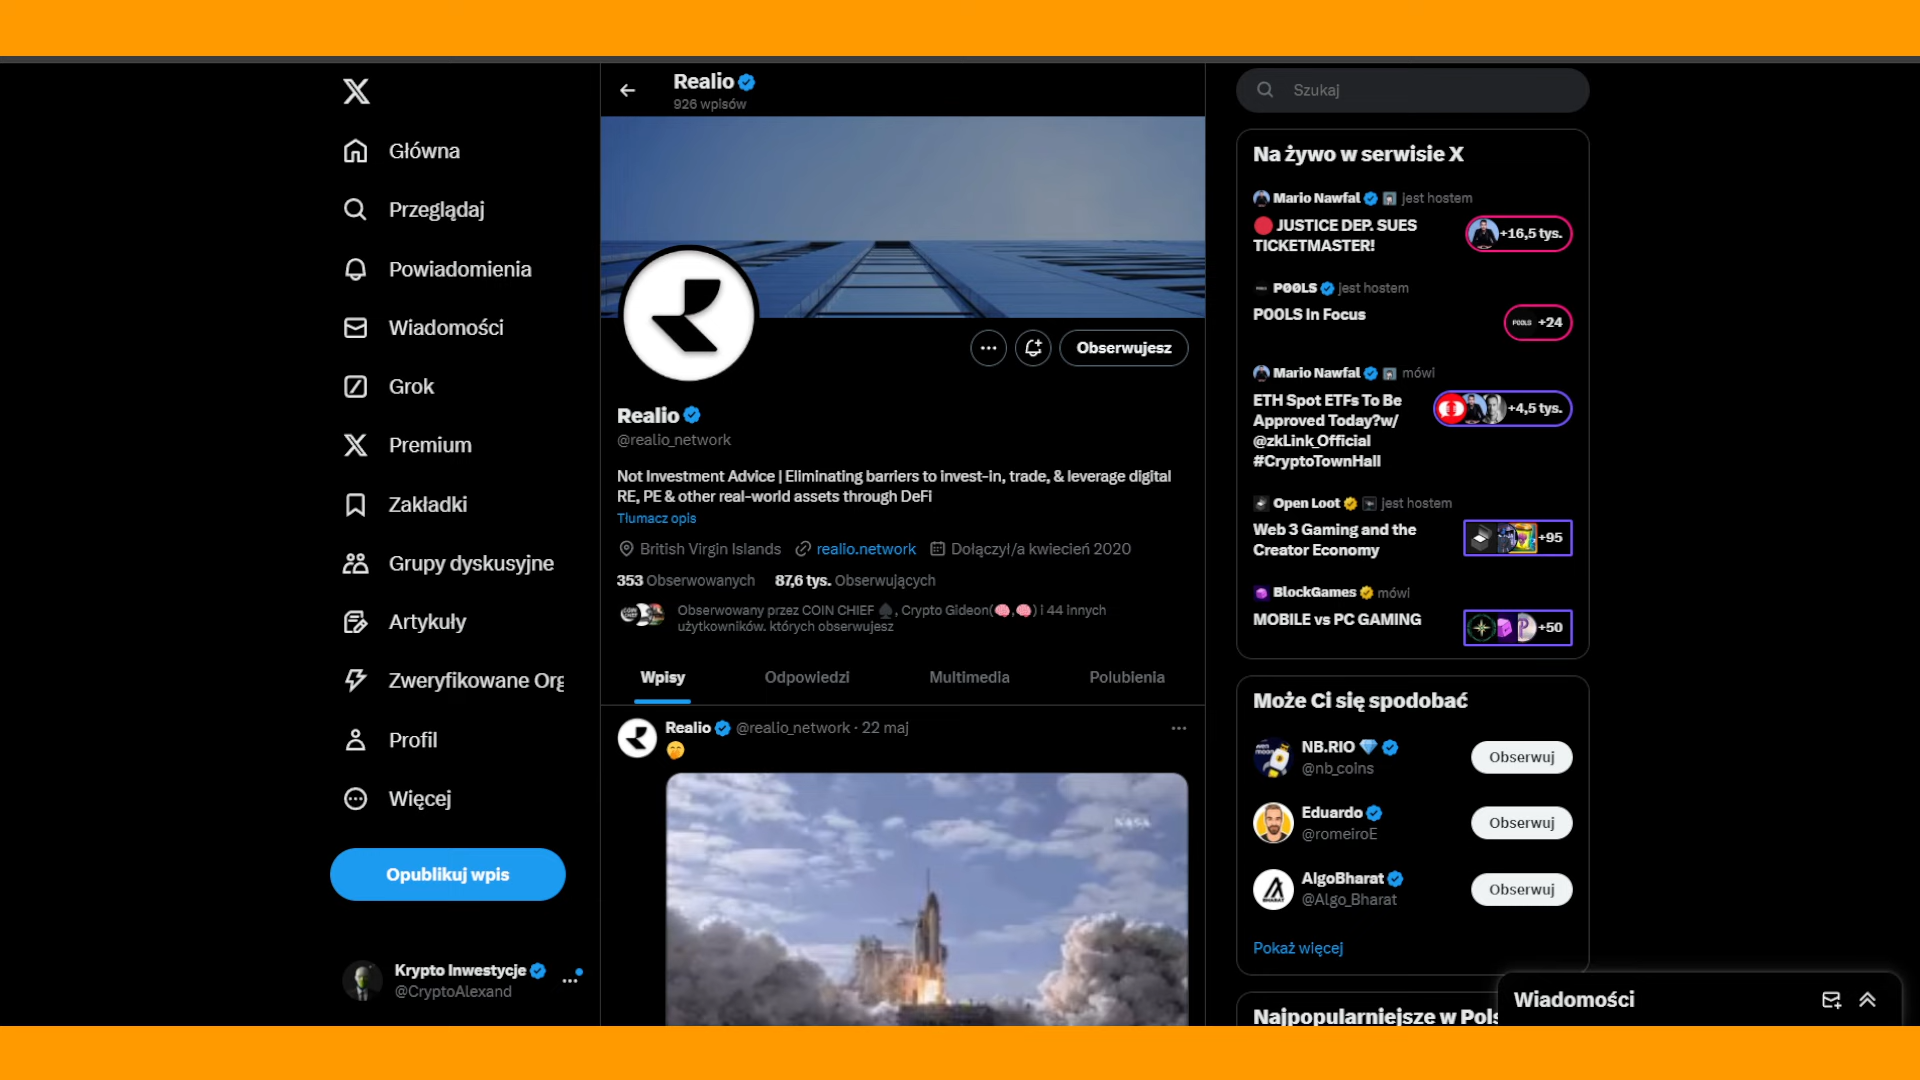 Główna
Przeglądaj
Powiadomienia
Wiadomości
Grok
Premium
Zakładki
Grupy dyskusyjne
Artykuły
Zweryfikowane Org
Profil
Więcej
Opublikuj wpis
Krypto Inwestycje
@CryptoAlexand
Realio
926 wpisów
Obserwujesz
Realio
@realio_network
Not Investment Advice | Eliminating barriers to invest-in, trade, & leverage digital
RE, PE & other real-world assets through DeFi
Tłumacz opis
British Virgin Islands realio.network Dołączył/a kwiecień 2020
353 Obserwowanych 87,6 tys. Obserwujących
Obserwowany przez COIN CHIEF ♠, Crypto Gideon(🧠,🧠) i 44 innych
użytkowników, których obserwujesz
Wpisy Odpowiedzi Multimedia Polubienia
Realio @realio_network · 22 maj
🤭
NASA
Szukaj
Na żywo w serwisie X
Mario Nawfal jest hostem
🔴 JUSTICE DEP. SUES
TICKETMASTER!
+16,5 tys.
PØØLS jest hostem
POOLS In Focus
POOLS +24
Mario Nawfal mówi
ETH Spot ETFs To Be
Approved Today?w/
@zkLink_Official
#CryptoTownHall
+4,5 tys.
Open Loot jest hostem
Web 3 Gaming and the
Creator Economy
+95
BlockGames mówi
MOBILE vs PC GAMING
+50
Może Ci się spodobać
NB.RIO 💎
@nb_coins
Obserwuj
Eduardo
@romeiroE
Obserwuj
AlgoBharat
@Algo_Bharat
Obserwuj
Pokaż więcej
Najpopularniejsze w Pols
Wiadomości